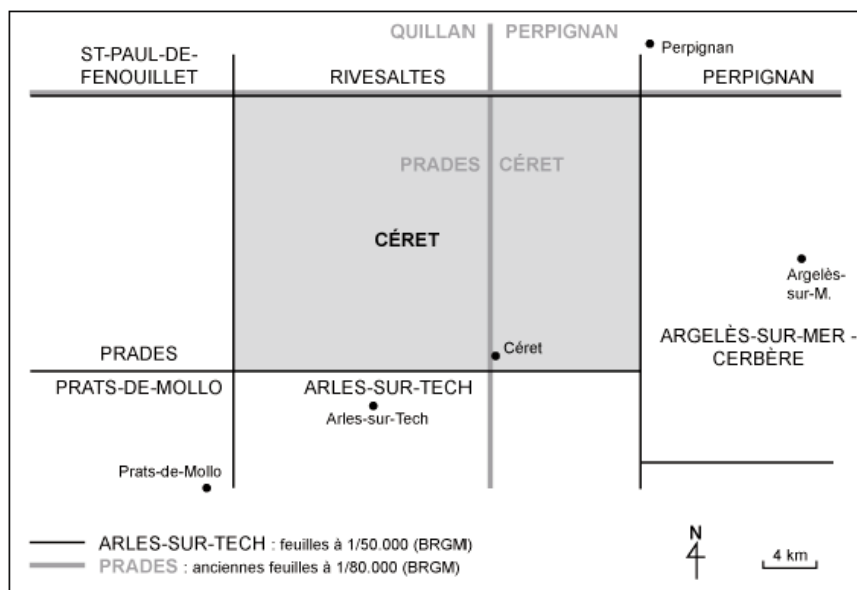 QUILLAN PERPIGNAN
Perpignan
ST-PAUL-DE-
FENOUILLET
RIVESALTES
PERPIGNAN
PRADES CÉRET
CÉRET
Argelès-
sur-M.
Céret
ARGELÈS-SUR-MER -
CERBÈRE
PRADES
PRATS-DE-MOLLO
ARLES-SUR-TECH
Arles-sur-Tech
Prats-de-Mollo
ARLES-SUR-TECH : feuilles à 1/50.000 (BRGM)
PRADES : anciennes feuilles à 1/80.000 (BRGM)
N
4 km